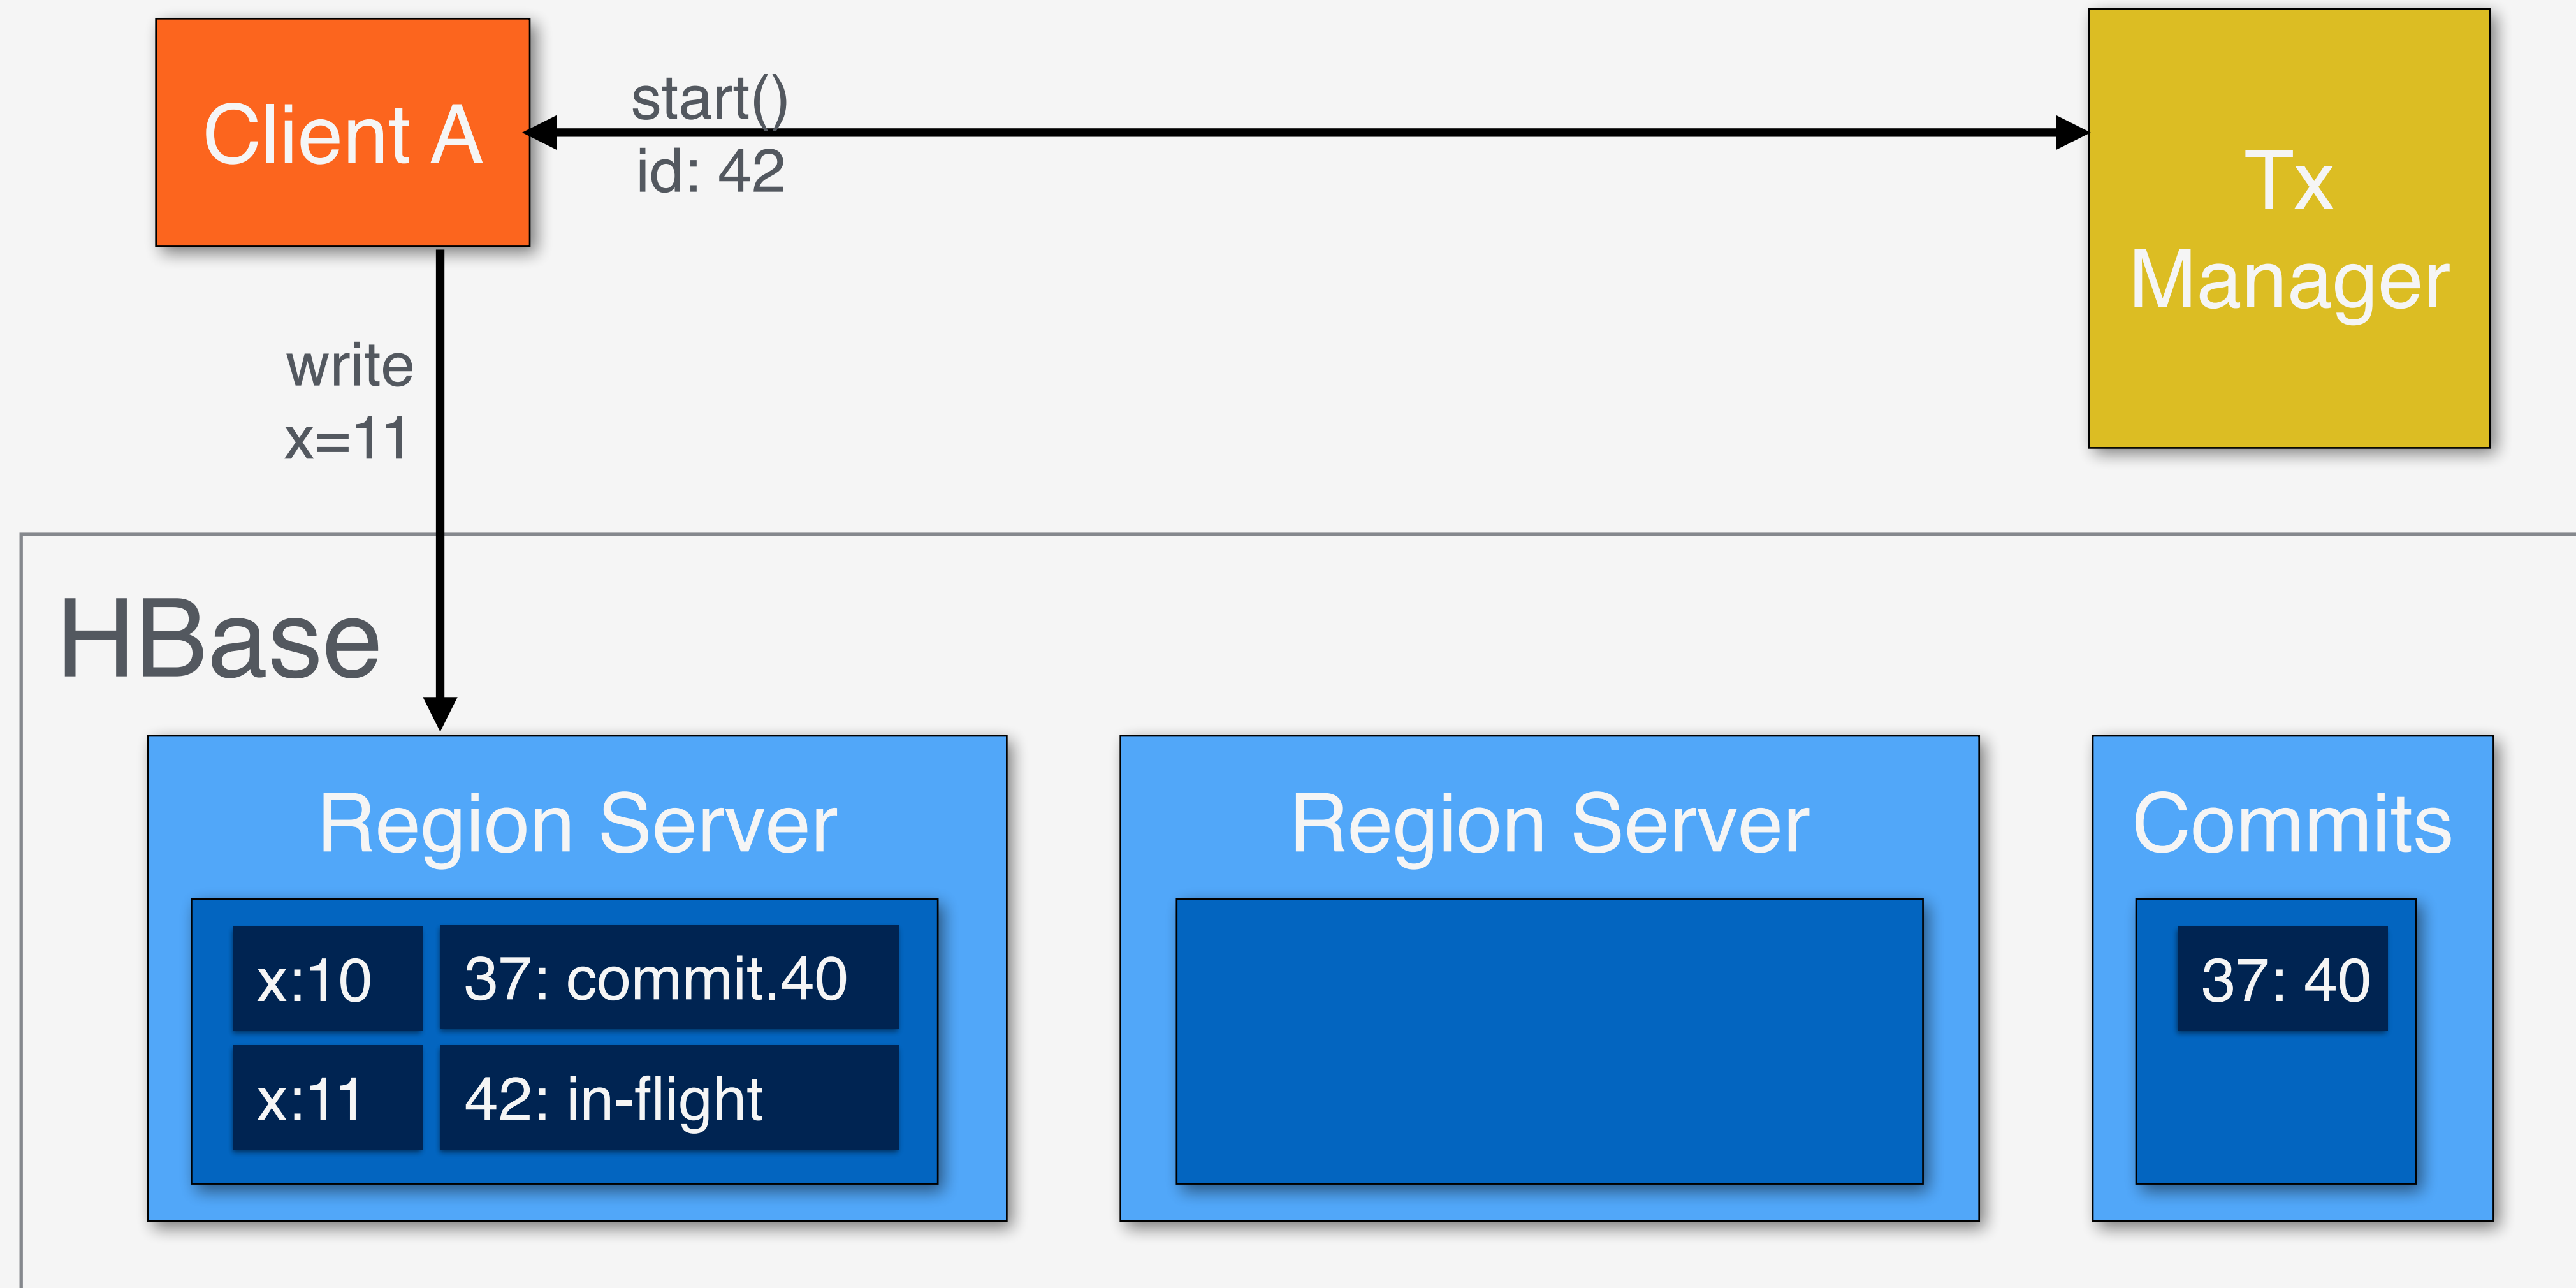 Client A
start()
id: 42
Tx
Manager
write
x=11
HBase
Region Server
x:10
37: commit.40
x:11
42: in-flight
Region Server
Commits
37: 40